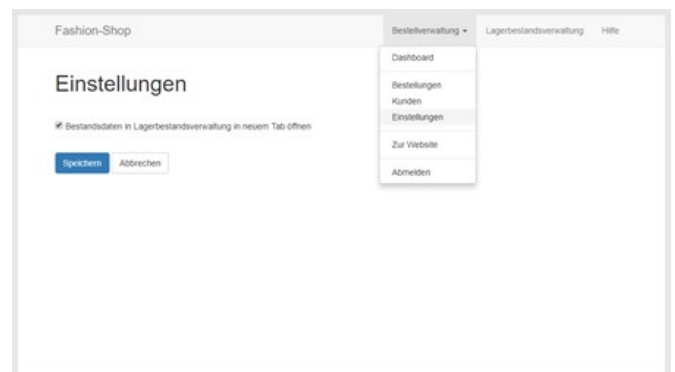 Fashion-Shop Bestellverwaltung Lagerbestandsverwaltung Hilfe
Dashboard
Einstellungen
Bestellungen
Kunden
Einstellungen
Bestandsdaten in Lagerbestandsverwaltung in neuem Tab öffnen
Zur Website
Speichern Abbrechen
Abmelden